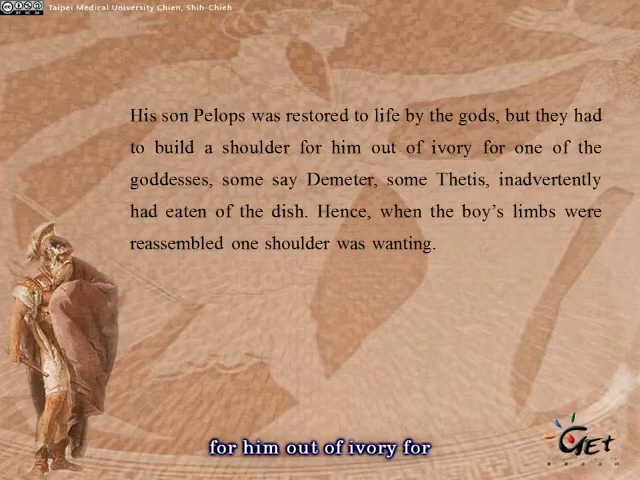 Taipei Medical University Chien, Shih-Chieh
His son Pelops was restored to life by the gods, but they had
to build a shoulder for him out of ivory for one of the
goddesses, some say Demeter, some Thetis, inadvertently
had eaten of the dish. Hence, when the boy's limbs were
reassembled one shoulder was wanting.
for him out of ivory for
GET